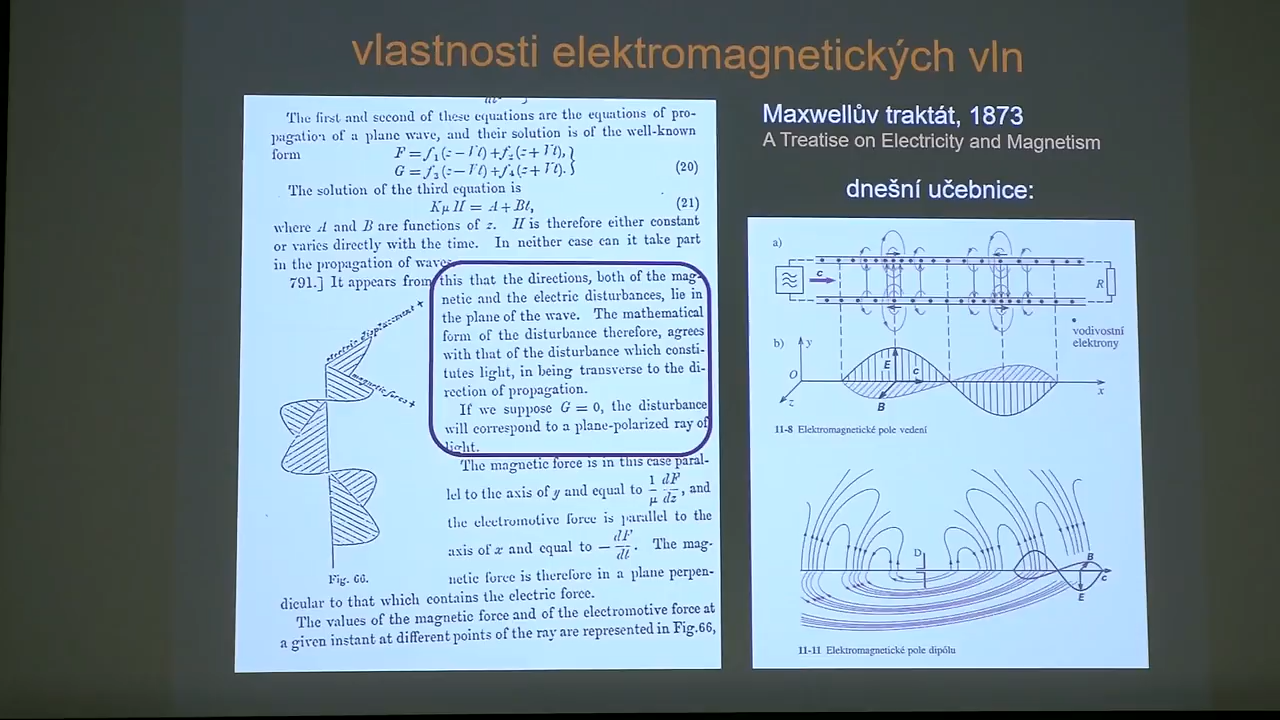 vlastnosti elektromagnetických vln
The first and second of these equations are the equations of pro-
pagation of a plane wave, and their solution is of the well-known
form
F = f₁(z − Vt) + f₂(z + Vt), }
G = f₃(z − Vt) + f₄(z + Vt). }
(20)
The solution of the third equation is
KμH = A + Bt,
(21)
where A and B are functions of z. H is therefore either constant
or varies directly with the time. In neither case can it take part
in the propagation of waves
791.] It appears from this that the directions, both of the mag-
netic and the electric disturbances, lie in
the plane of the wave. The mathematical
form of the disturbance therefore, agrees
with that of the disturbance which consti-
tutes light, in being transverse to the di-
rection of propagation.
If we suppose G = 0, the disturbance
will correspond to a plane-polarized ray of
light.
The magnetic force is in this case paral-
lel to the axis of y and equal to 1/μ dF/dz, and
the electromotive force is parallel to the
axis of x and equal to − dF/dt. The mag-
netic force is therefore in a plane perpen-
dicular to that which contains the electric force.
The values of the magnetic force and of the electromotive force at
a given instant at different points of the ray are represented in Fig. 66,
electric displacement +
magnetic force +
Fig. 66.
Maxwellův traktát, 1873
A Treatise on Electricity and Magnetism
dnešní učebnice:
a)
c
R
vodivostní
elektrony
b)
y
E
c
O
z
B
x
11-8 Elektromagnetické pole vedení
D
B
c
E
11-11 Elektromagnetické pole dipólu